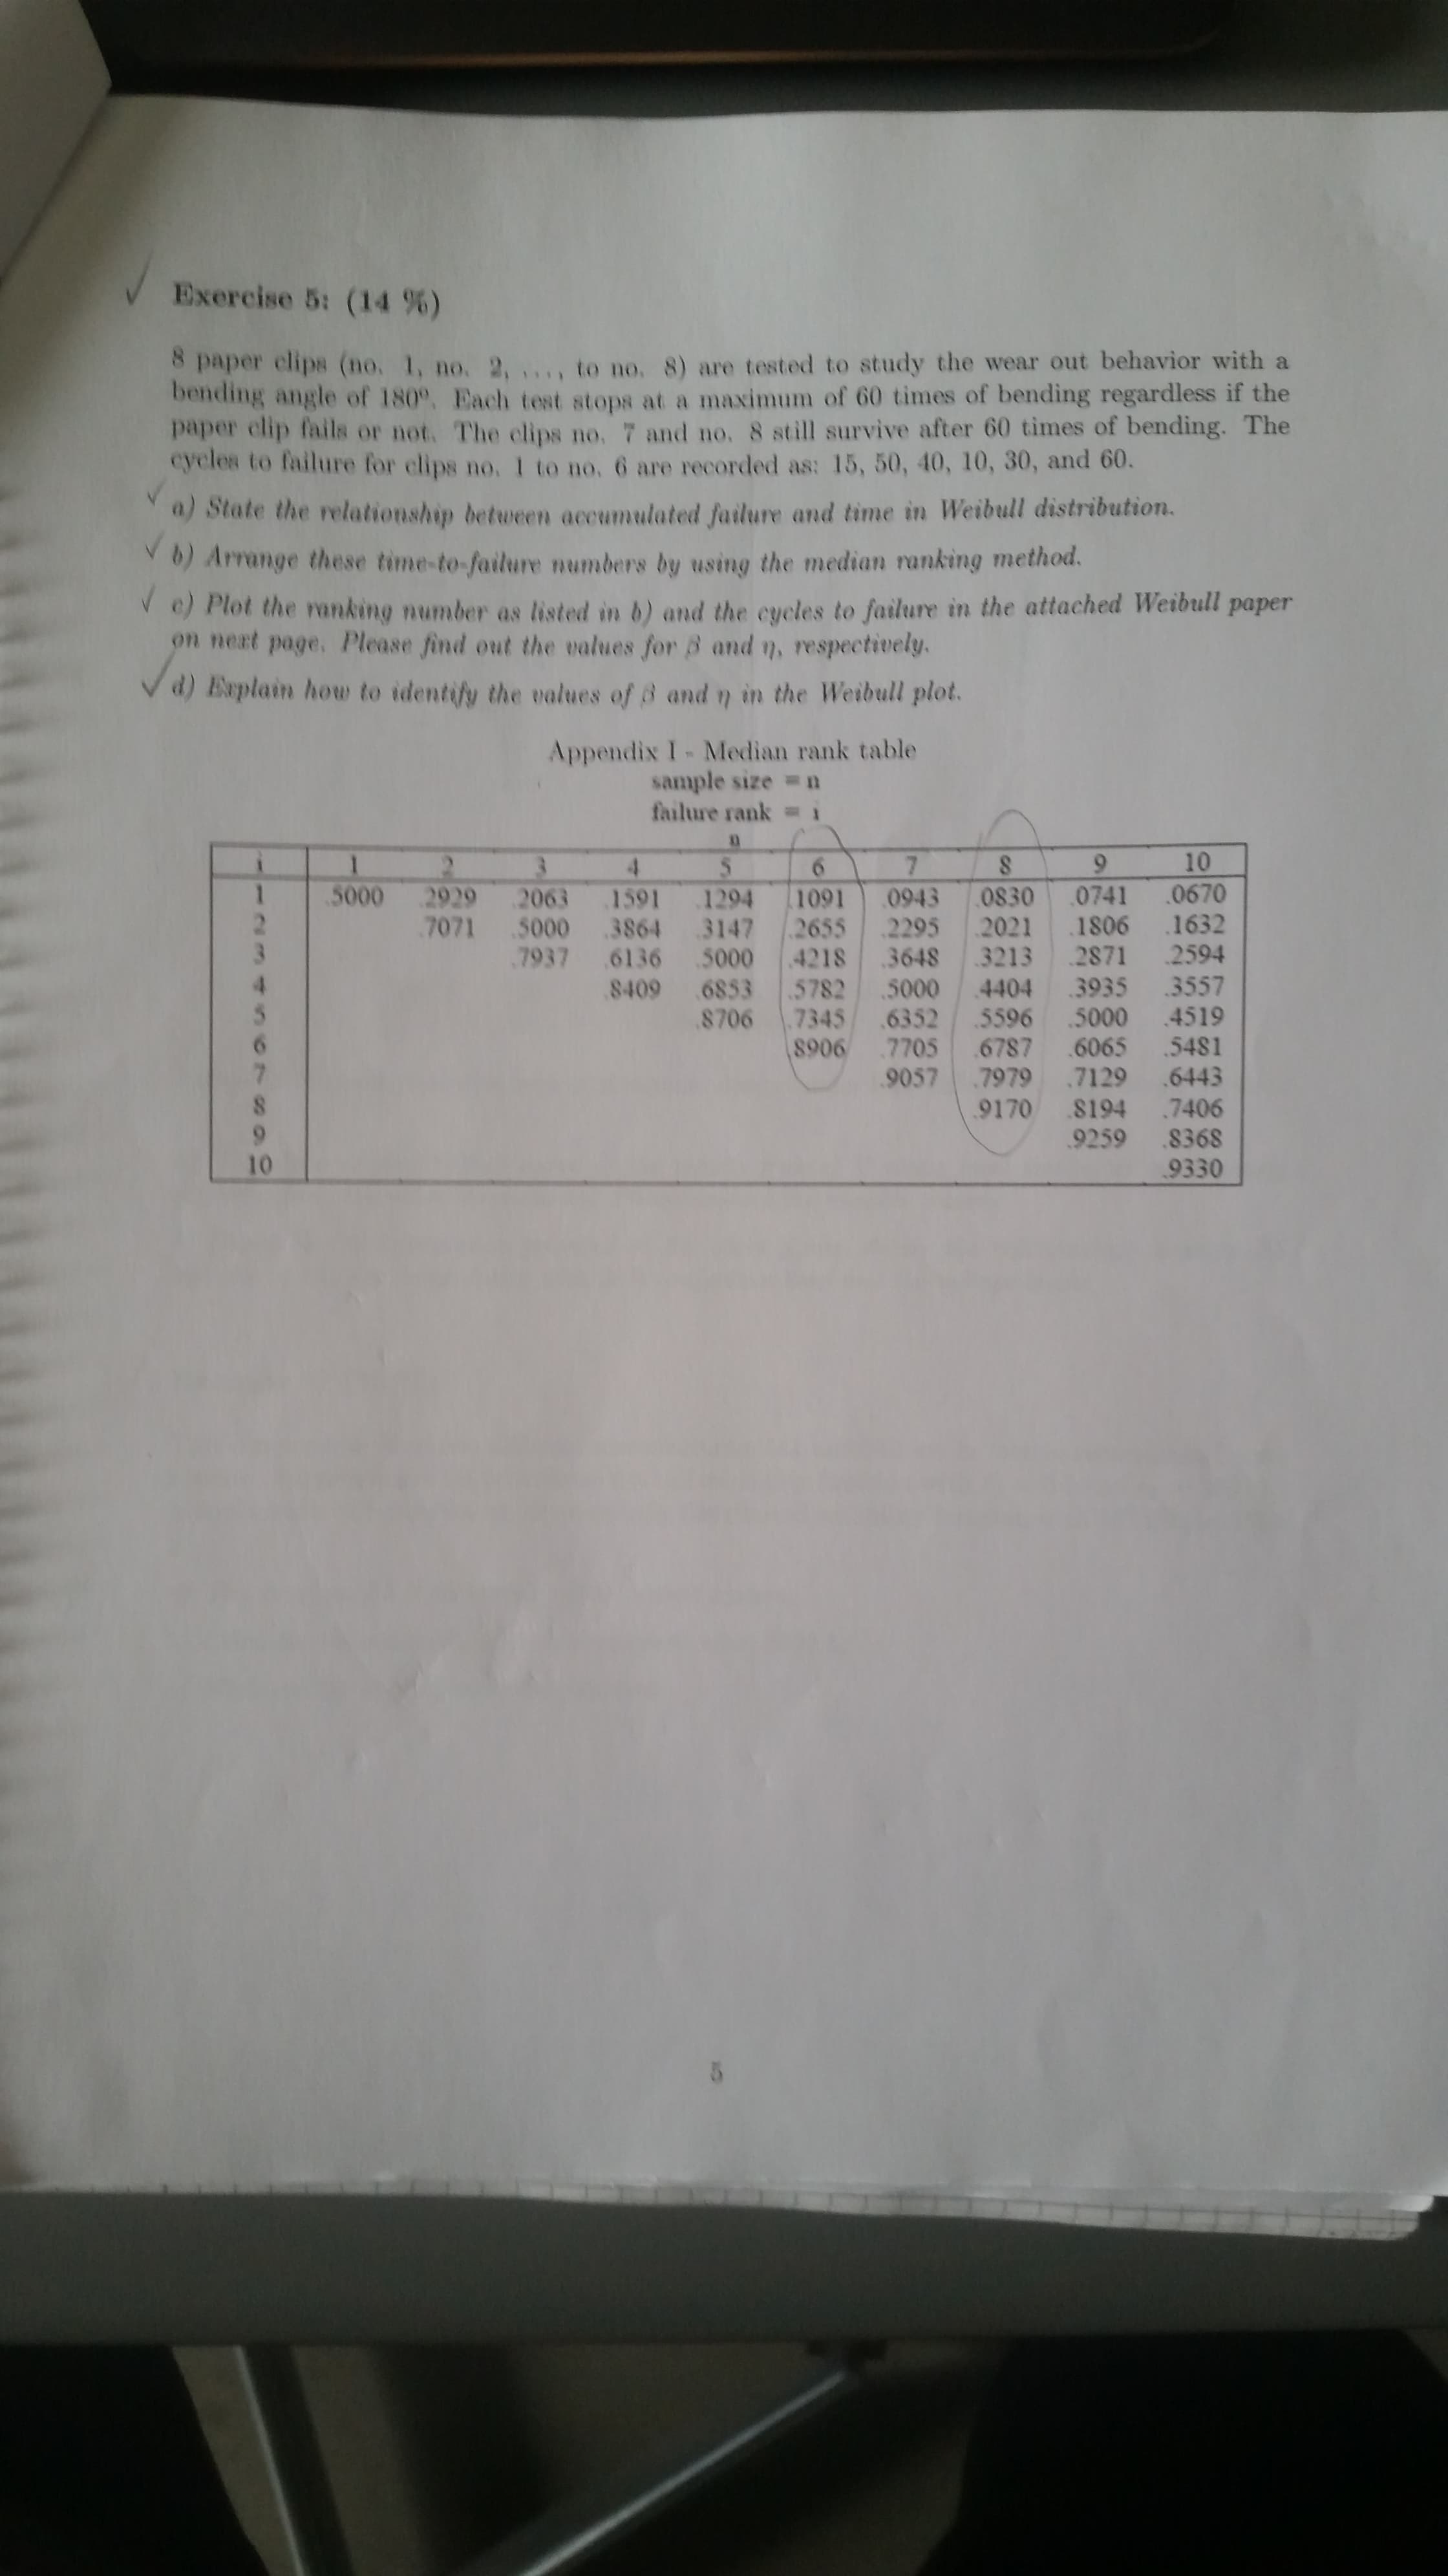 Exercise 5: (14 %)
8 paper clips (no. 1, no. 2, ..., to no. 8) are tested to study the wear out behavior with a
bending angle of 180º. Each test stops at a maximum of 60 times of bending regardless if the
paper clip fails or not. The clips no. 7 and no. 8 still survive after 60 times of bending. The
cycles to failure for clips no. 1 to no. 6 are recorded as: 15, 50, 40, 10, 30, and 60.
a) State the relationship between accumulated failure and time in Weibull distribution.
b) Arrange these time-to-failure numbers by using the median ranking method.
c) Plot the ranking number as listed in b) and the cycles to failure in the attached Weibull paper
on next page. Please find out the values for β and η, respectively.
d) Explain how to identify the values of β and η in the Weibull plot.
Appendix I - Median rank table
sample size = n
failure rank = i
n
i 1 2 3 4 5 6 7 8 9 10
1 .5000 .2929 .2063 .1591 .1294 .1091 .0943 .0830 .0741 .0670
2 .7071 .5000 .3864 .3147 .2655 .2295 .2021 .1806 .1632
3 .7937 .6136 .5000 .4218 .3648 .3213 .2871 .2594
4 .8409 .6853 .5782 .5000 .4404 .3935 .3557
5 .8706 .7345 .6352 .5596 .5000 .4519
6 .8906 .7705 .6787 .6065 .5481
7 .9057 .7979 .7129 .6443
8 .9170 .8194 .7406
9 .9259 .8368
10 .9330
5